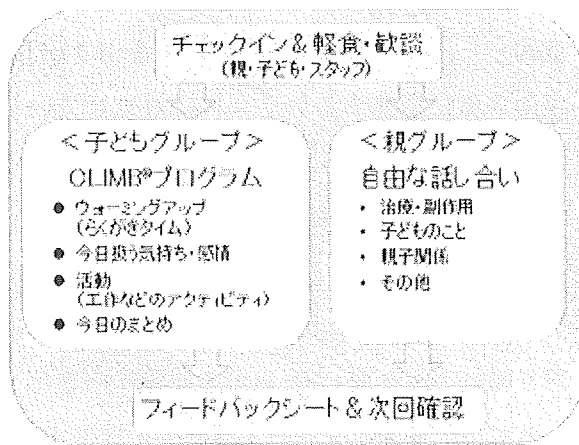 チェックイン＆軽食・歓談
(親・子ども・スタッフ)
＜子どもグループ＞
CLIMB®プログラム
● ウォーミングアップ
(らくがきタイム)
● 今日扱う気持ち・感情
● 活動
(工作などのアクティビティ)
● 今日のまとめ
＜親グループ＞
自由な話し合い
・ 治療・副作用
・ 子どものこと
・ 親子関係
・ その他
フィードバックシート＆次回確認